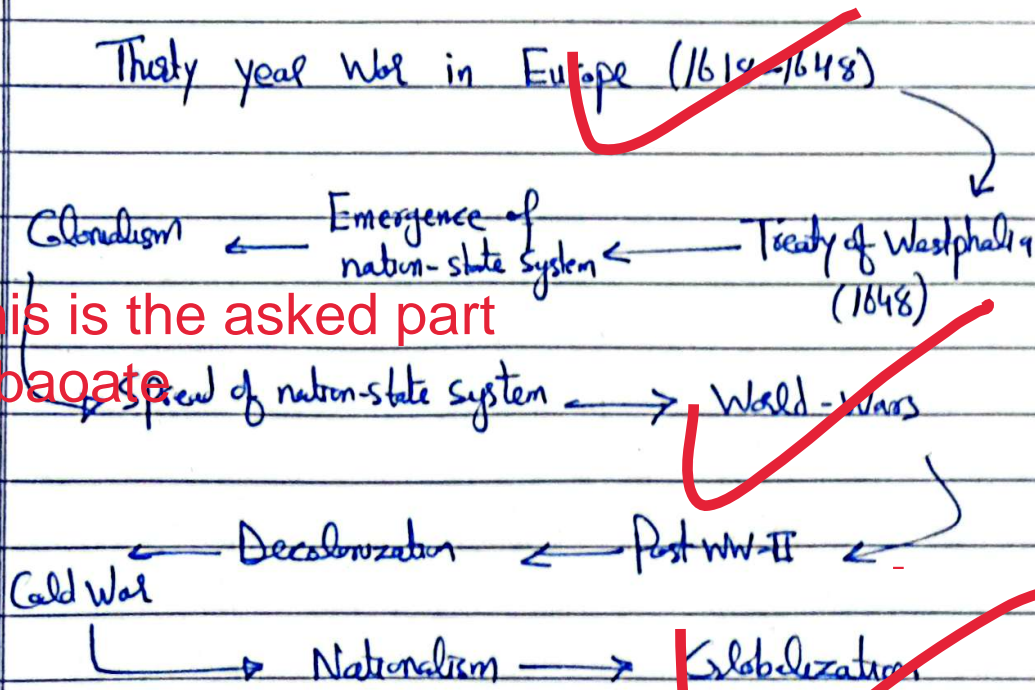 Thirty year War in Europe (1618-1648)
Colonialism ← Emergence of nation-state system ← Treaty of Westphalia (1648)
is is the asked part
Spread of nation-state system → World-Wars
Cold War ← Decolonization ← Post WW-II ←
Nationalism → Globalization